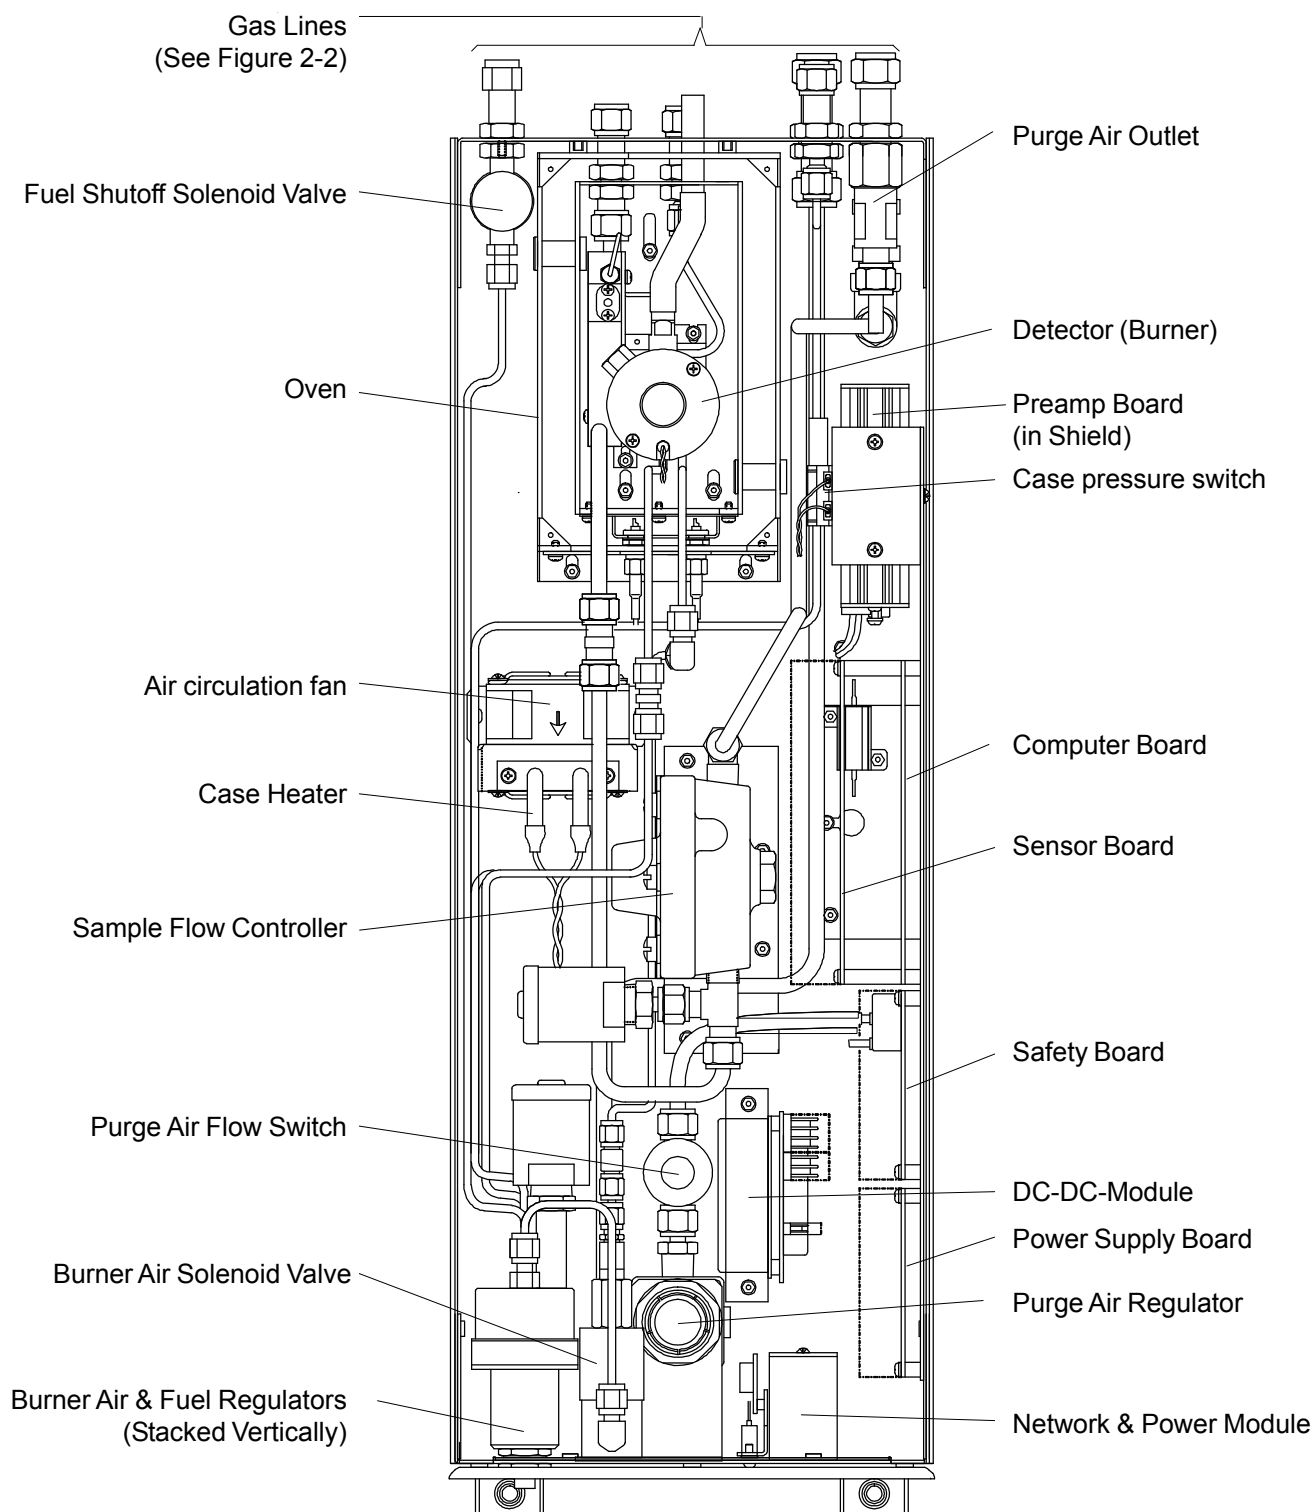 Gas Lines
(See Figure 2-2)
Purge Air Outlet
Fuel Shutoff Solenoid Valve
Detector (Burner)
Oven
Preamp Board
(in Shield)
Case pressure switch
Air circulation fan
Computer Board
Case Heater
Sensor Board
Sample Flow Controller
Safety Board
Purge Air Flow Switch
DC-DC-Module
Power Supply Board
Burner Air Solenoid Valve
Purge Air Regulator
Burner Air & Fuel Regulators
(Stacked Vertically)
Network & Power Module